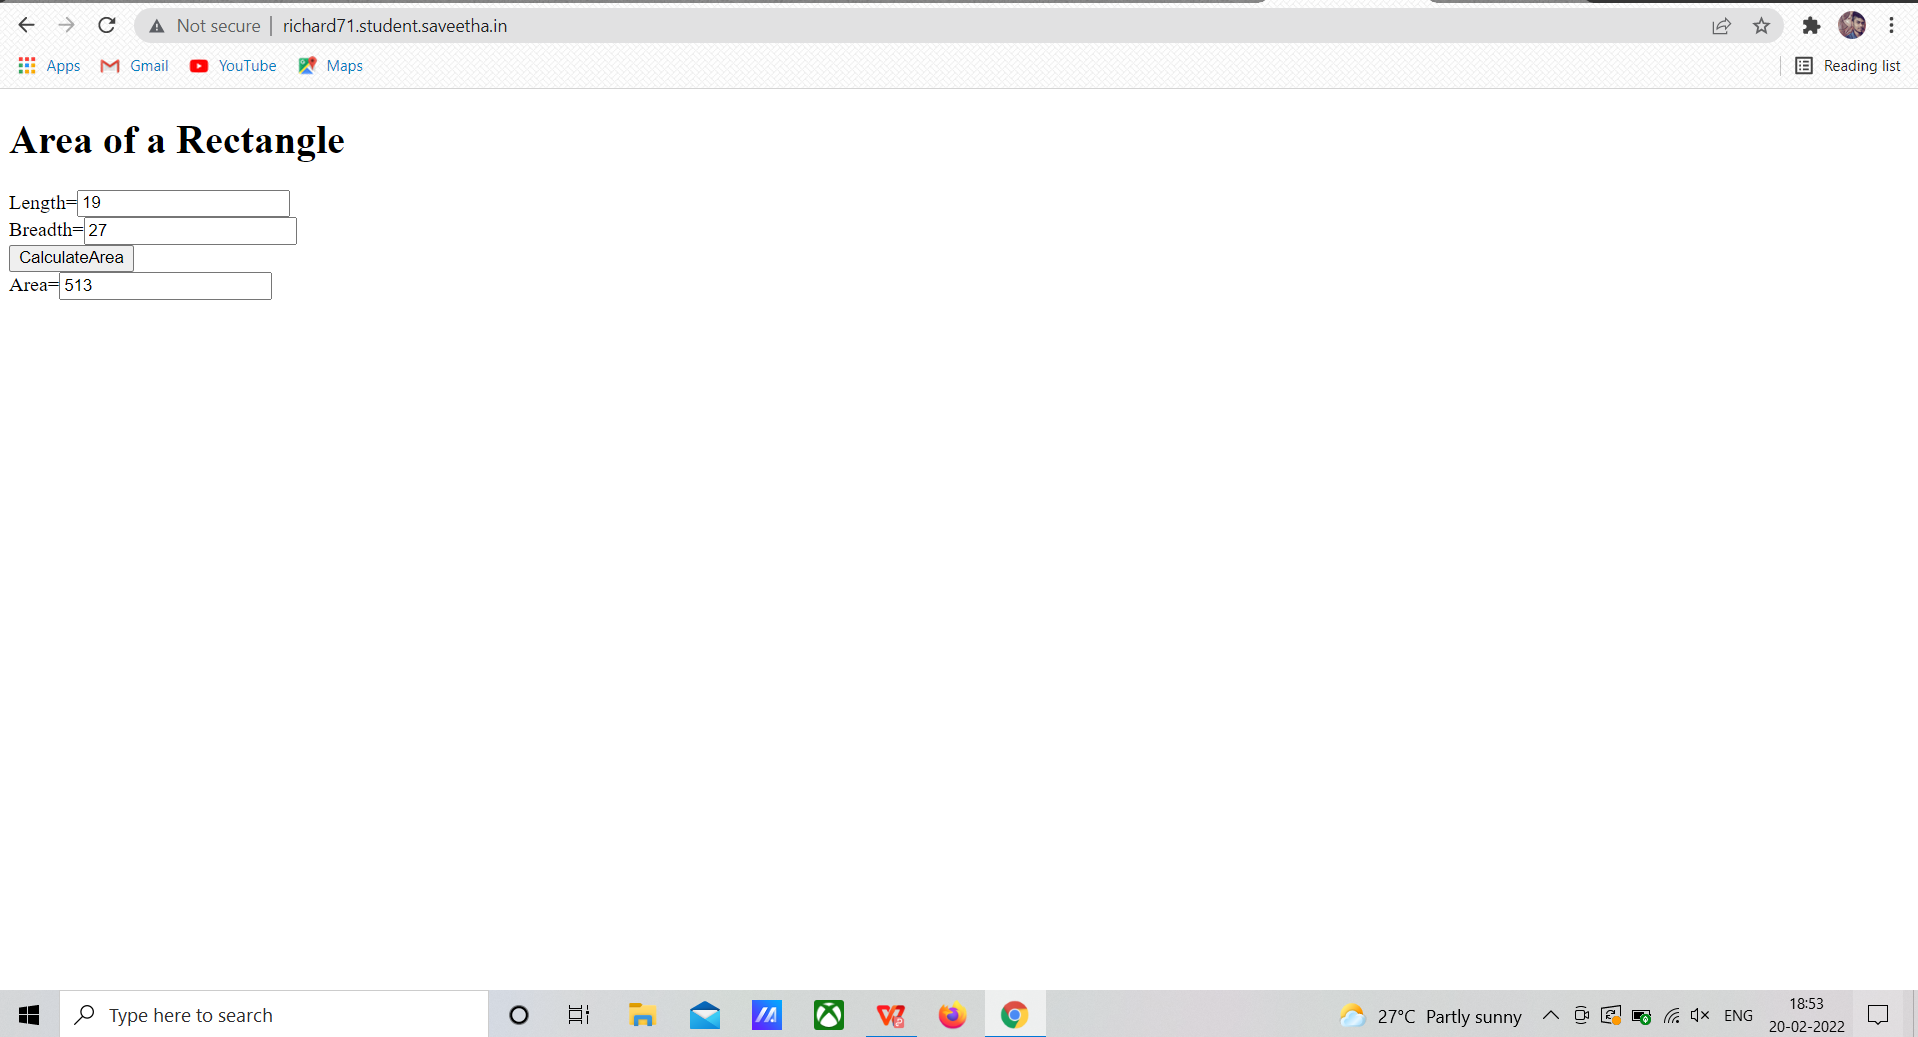 Not secure | richard71.student.saveetha.in
Apps Gmail YouTube Maps Reading list
Area of a Rectangle
Length=19
Breadth=27
CalculateArea
Area=513
Type here to search 27°C Partly sunny ENG 18:53
20-02-2022